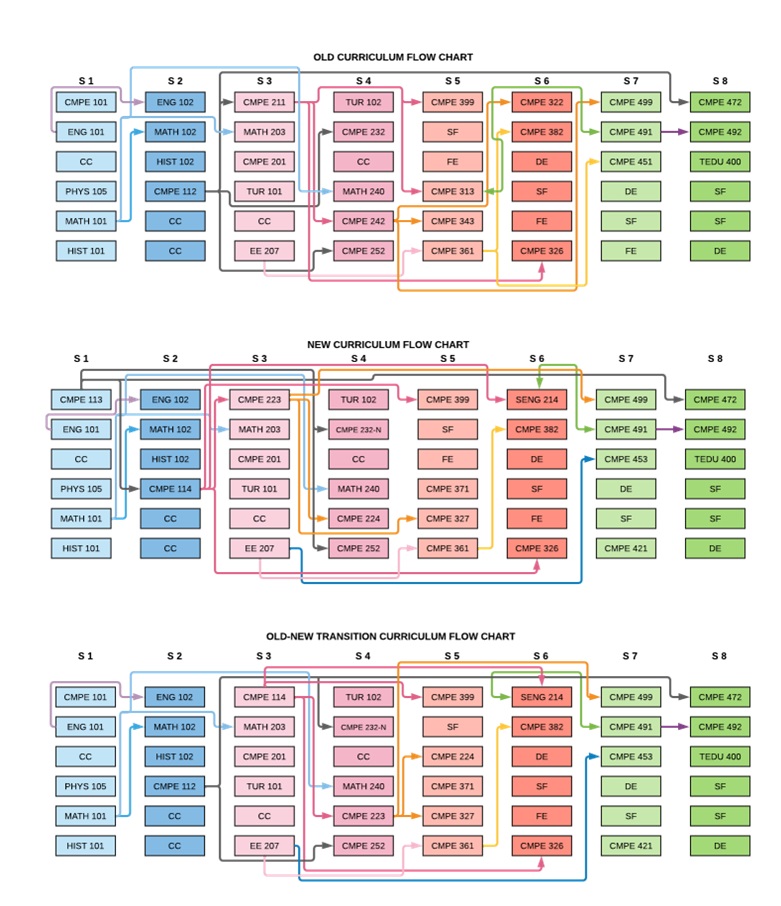 OLD CURRICULUM FLOW CHART
S 1 S 2 S 3 S 4 S 5 S 6 S 7 S 8
CMPE 101 ENG 102 CMPE 211 TUR 102 CMPE 399 CMPE 322 CMPE 499 CMPE 472
ENG 101 MATH 102 MATH 203 CMPE 232 SF CMPE 382 CMPE 491 CMPE 492
CC HIST 102 CMPE 201 CC FE DE CMPE 451 TEDU 400
PHYS 105 CMPE 112 TUR 101 MATH 240 CMPE 313 SF DE SF
MATH 101 CC CC CMPE 242 CMPE 343 FE SF SF
HIST 101 CC EE 207 CMPE 252 CMPE 361 CMPE 326 FE DE
NEW CURRICULUM FLOW CHART
S 1 S 2 S 3 S 4 S 5 S 6 S 7 S 8
CMPE 113 ENG 102 CMPE 223 TUR 102 CMPE 399 SENG 214 CMPE 499 CMPE 472
ENG 101 MATH 102 MATH 203 CMPE 232-N SF CMPE 382 CMPE 491 CMPE 492
CC HIST 102 CMPE 201 CC FE DE CMPE 453 TEDU 400
PHYS 105 CMPE 114 TUR 101 MATH 240 CMPE 371 SF DE SF
MATH 101 CC CC CMPE 224 CMPE 327 FE SF SF
HIST 101 CC EE 207 CMPE 252 CMPE 361 CMPE 326 CMPE 421 DE
OLD-NEW TRANSITION CURRICULUM FLOW CHART
S 1 S 2 S 3 S 4 S 5 S 6 S 7 S 8
CMPE 101 ENG 102 CMPE 114 TUR 102 CMPE 399 SENG 214 CMPE 499 CMPE 472
ENG 101 MATH 102 MATH 203 CMPE 232-N SF CMPE 382 CMPE 491 CMPE 492
CC HIST 102 CMPE 201 CC CMPE 224 DE CMPE 453 TEDU 400
PHYS 105 CMPE 112 TUR 101 MATH 240 CMPE 371 SF DE SF
MATH 101 CC CC CMPE 223 CMPE 327 FE SF SF
HIST 101 CC EE 207 CMPE 252 CMPE 361 CMPE 326 CMPE 421 DE